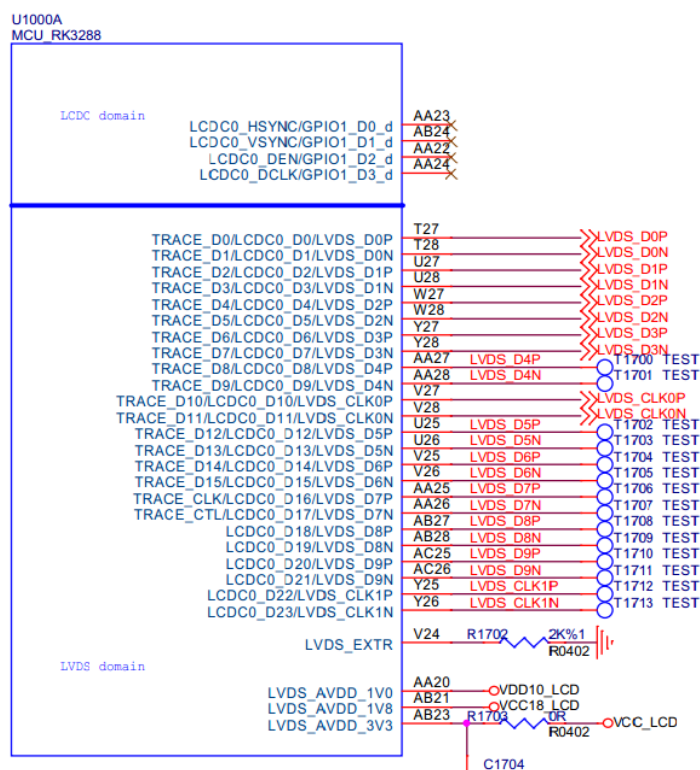 U1000A
MCU_RK3288
LCDC domain
LCDC0_HSYNC/GPIO1_D0_d AA23
LCDC0_VSYNC/GPIO1_D1_d AB24
LCDC0_DEN/GPIO1_D2_d AA22
LCDC0_DCLK/GPIO1_D3_d AA24
TRACE_D0/LCDC0_D0/LVDS_D0P T27 LVDS_D0P
TRACE_D1/LCDC0_D1/LVDS_D0N T28 LVDS_D0N
TRACE_D2/LCDC0_D2/LVDS_D1P U27 LVDS_D1P
TRACE_D3/LCDC0_D3/LVDS_D1N U28 LVDS_D1N
TRACE_D4/LCDC0_D4/LVDS_D2P W27 LVDS_D2P
TRACE_D5/LCDC0_D5/LVDS_D2N W28 LVDS_D2N
TRACE_D6/LCDC0_D6/LVDS_D3P Y27 LVDS_D3P
TRACE_D7/LCDC0_D7/LVDS_D3N Y28 LVDS_D3N
TRACE_D8/LCDC0_D8/LVDS_D4P AA27 LVDS_D4P T1700 TEST
TRACE_D9/LCDC0_D9/LVDS_D4N AA28 LVDS_D4N T1701 TEST
TRACE_D10/LCDC0_D10/LVDS_CLK0P V27 LVDS_CLK0P
TRACE_D11/LCDC0_D11/LVDS_CLK0N V28 LVDS_CLK0N
TRACE_D12/LCDC0_D12/LVDS_D5P U25 LVDS_D5P T1702 TEST
TRACE_D13/LCDC0_D13/LVDS_D5N U26 LVDS_D5N T1703 TEST
TRACE_D14/LCDC0_D14/LVDS_D6P V25 LVDS_D6P T1704 TEST
TRACE_D15/LCDC0_D15/LVDS_D6N V26 LVDS_D6N T1705 TEST
TRACE_CLK/LCDC0_D16/LVDS_D7P AA25 LVDS_D7P T1706 TEST
TRACE_CTL/LCDC0_D17/LVDS_D7N AA26 LVDS_D7N T1707 TEST
LCDC0_D18/LVDS_D8P AB27 LVDS_D8P T1708 TEST
LCDC0_D19/LVDS_D8N AB28 LVDS_D8N T1709 TEST
LCDC0_D20/LVDS_D9P AC25 LVDS_D9P T1710 TEST
LCDC0_D21/LVDS_D9N AC26 LVDS_D9N T1711 TEST
LCDC0_D22/LVDS_CLK1P Y25 LVDS_CLK1P T1712 TEST
LCDC0_D23/LVDS_CLK1N Y26 LVDS_CLK1N T1713 TEST
LVDS_EXTR V24 R1702 2K%1
R0402
LVDS domain
LVDS_AVDD_1V0 AA20 VDD10_LCD
LVDS_AVDD_1V8 AB21 VCC18_LCD
LVDS_AVDD_3V3 AB23 R1703 0R VCC_LCD
R0402
C1704